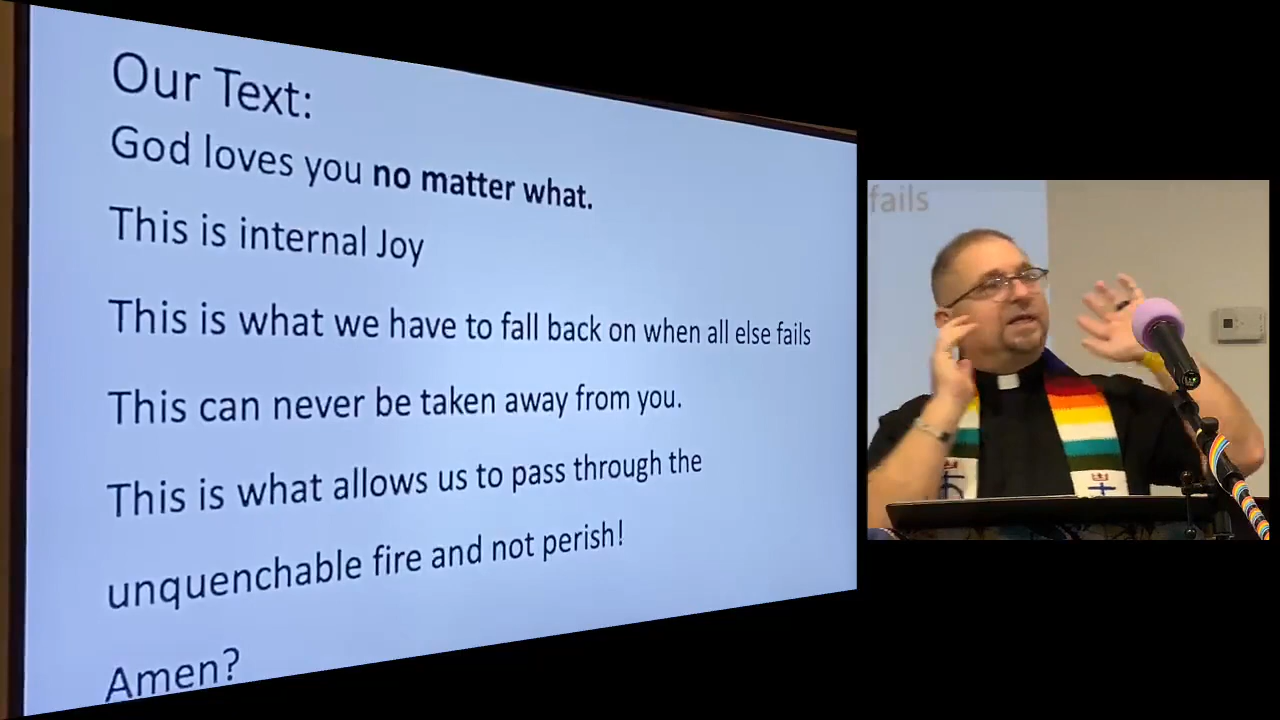 Our Text:
God loves you no matter what.
This is internal Joy
This is what we have to fall back on when all else fails
This can never be taken away from you.
This is what allows us to pass through the
unquenchable fire and not perish!
Amen?
fails